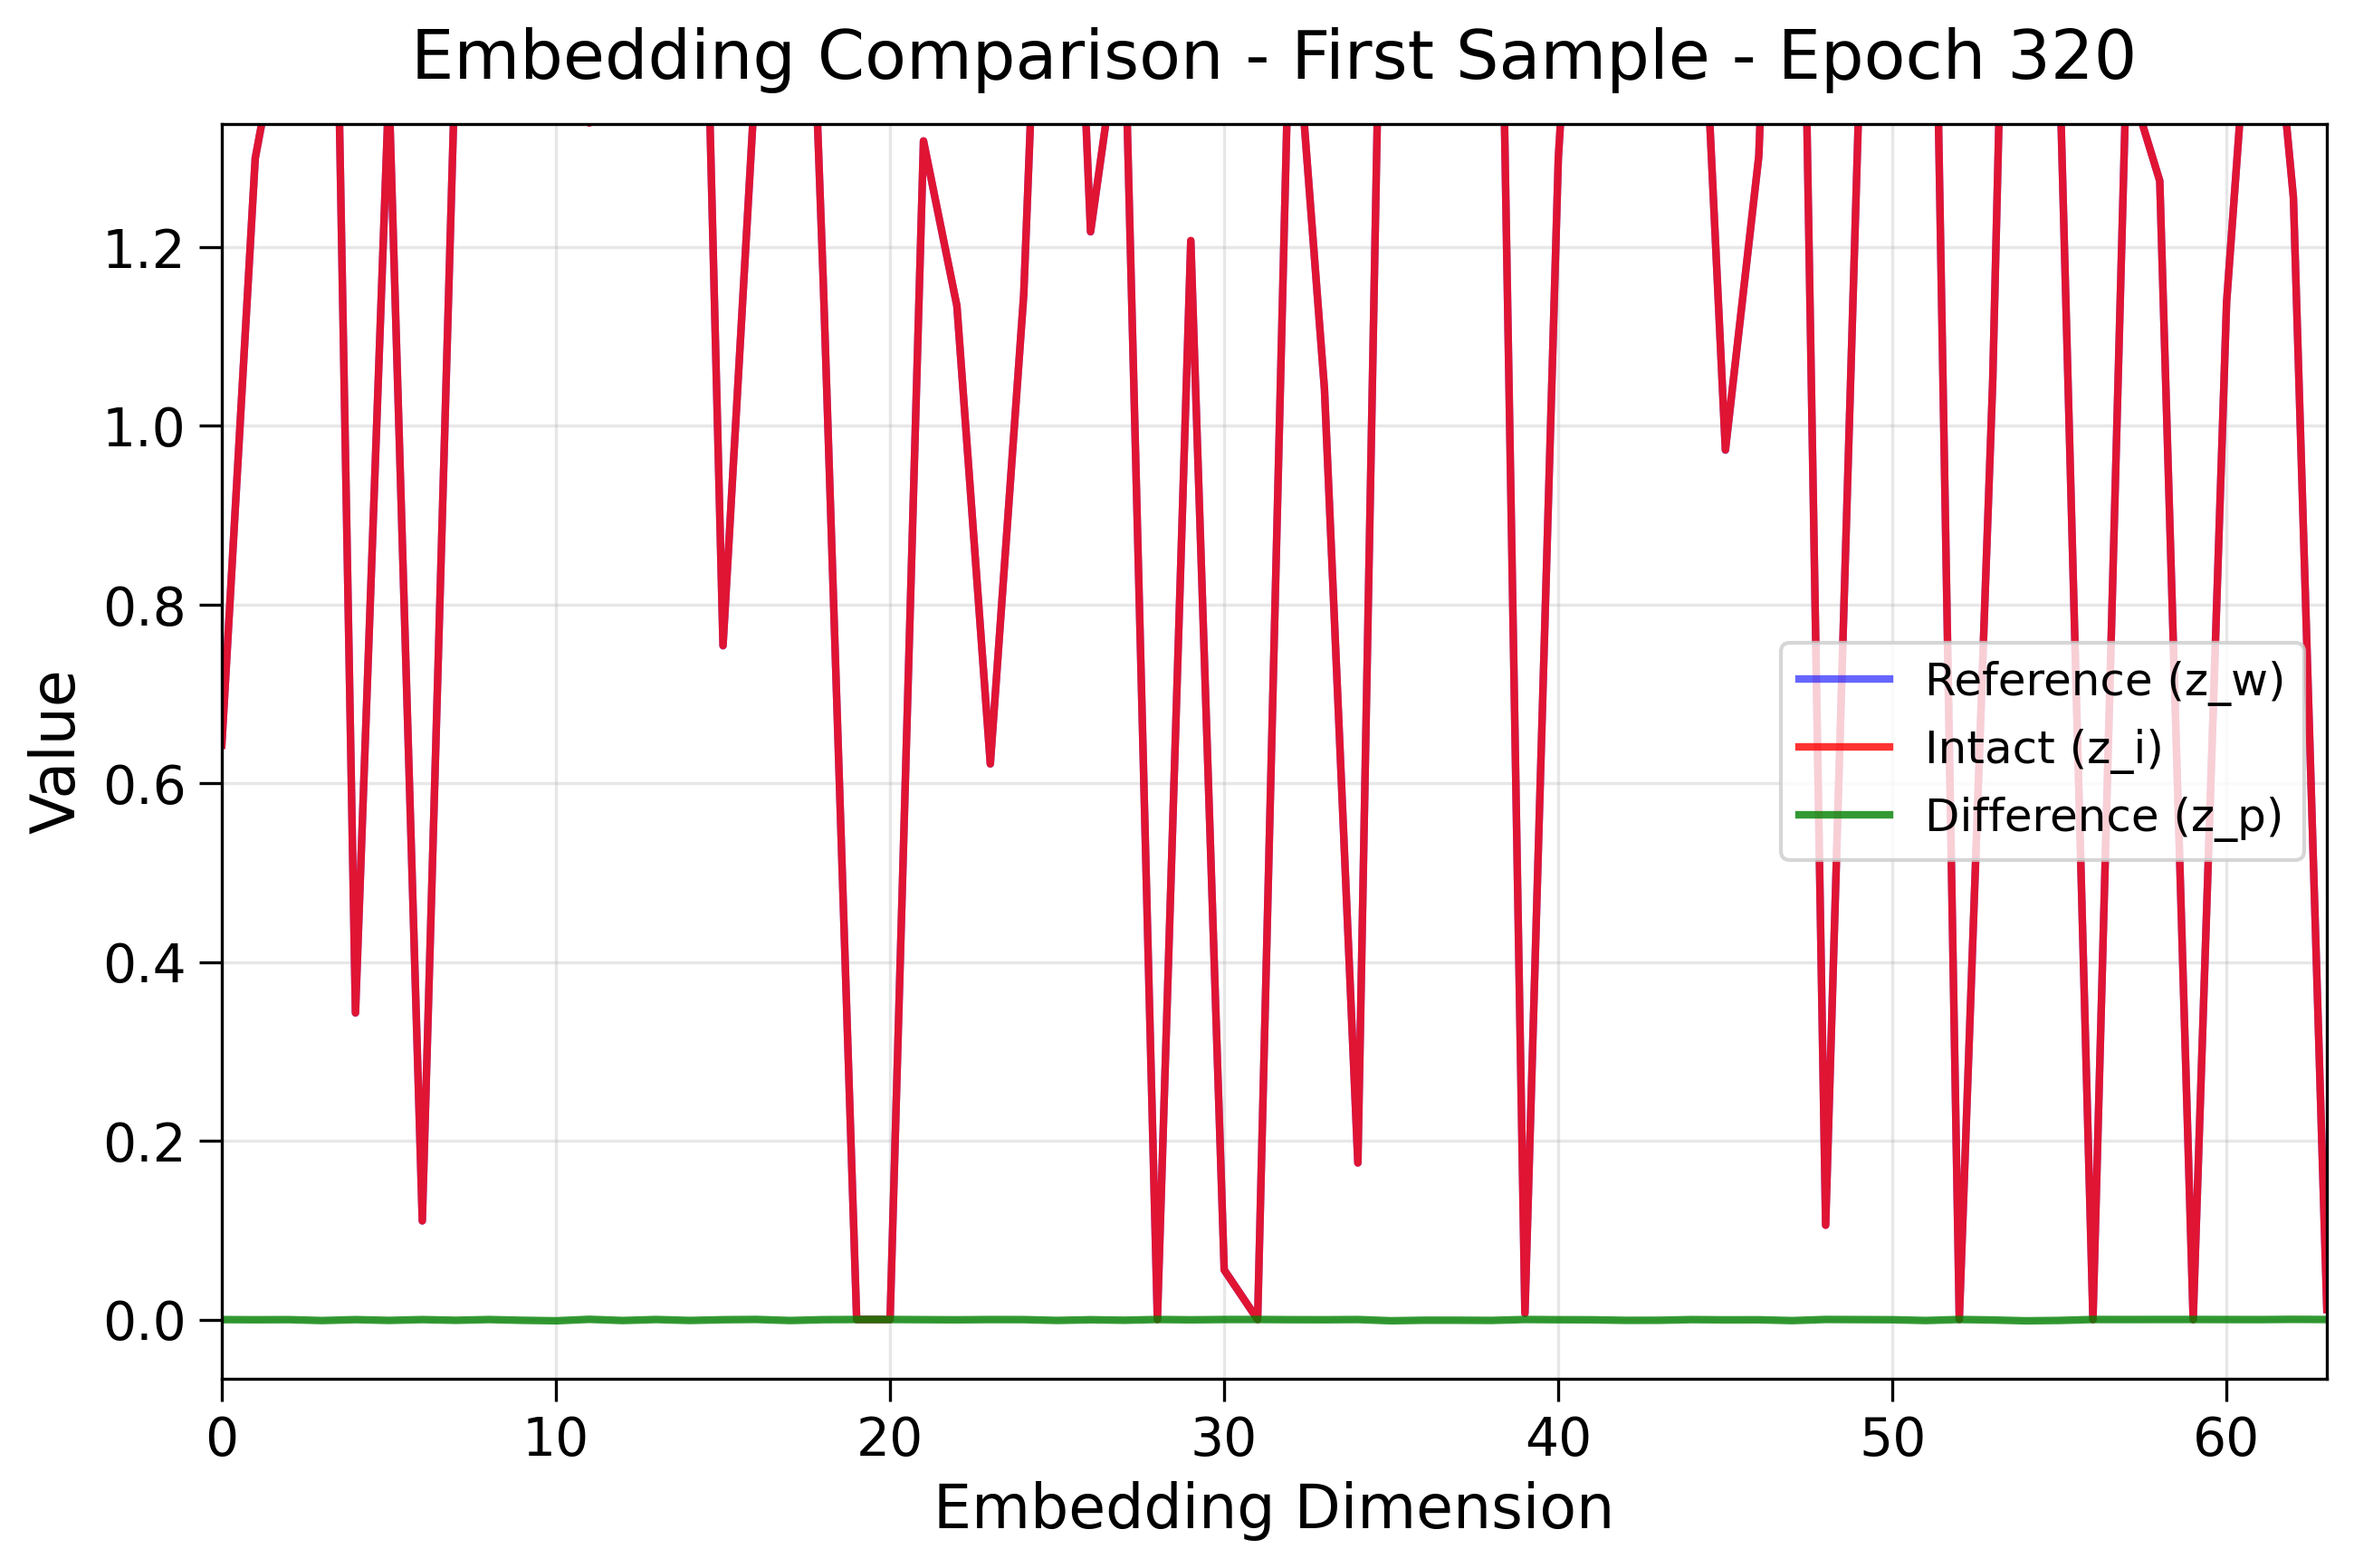 Embedding Comparison - First Sample - Epoch 320
Value
1.2
1.0
0.8
0.6
0.4
0.2
0.0
Reference (z_w)
Intact (z_i)
Difference (z_p)
0 10 20 30 40 50 60
Embedding Dimension